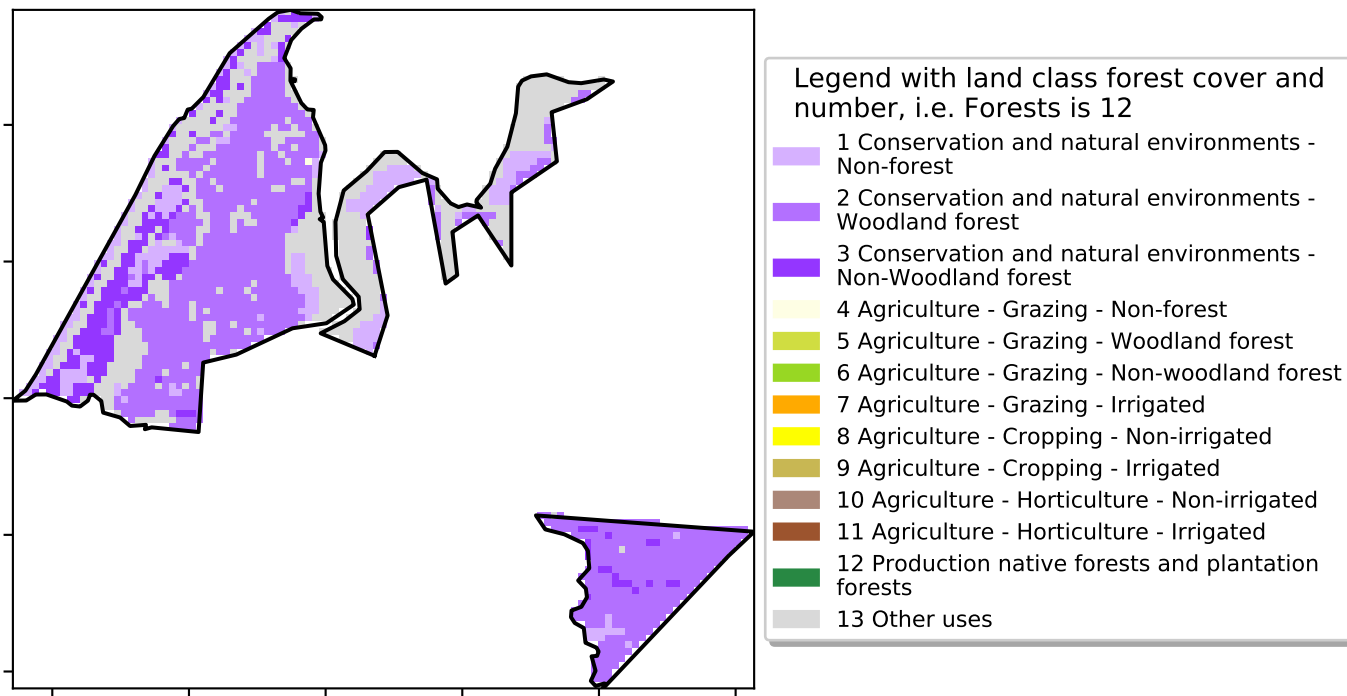 Legend with land class forest cover and
number, i.e. Forests is 12
1 Conservation and natural environments -
Non-forest
2 Conservation and natural environments -
Woodland forest
3 Conservation and natural environments -
Non-Woodland forest
4 Agriculture - Grazing - Non-forest
5 Agriculture - Grazing - Woodland forest
6 Agriculture - Grazing - Non-woodland forest
7 Agriculture - Grazing - Irrigated
8 Agriculture - Cropping - Non-irrigated
9 Agriculture - Cropping - Irrigated
10 Agriculture - Horticulture - Non-irrigated
11 Agriculture - Horticulture - Irrigated
12 Production native forests and plantation
forests
13 Other uses